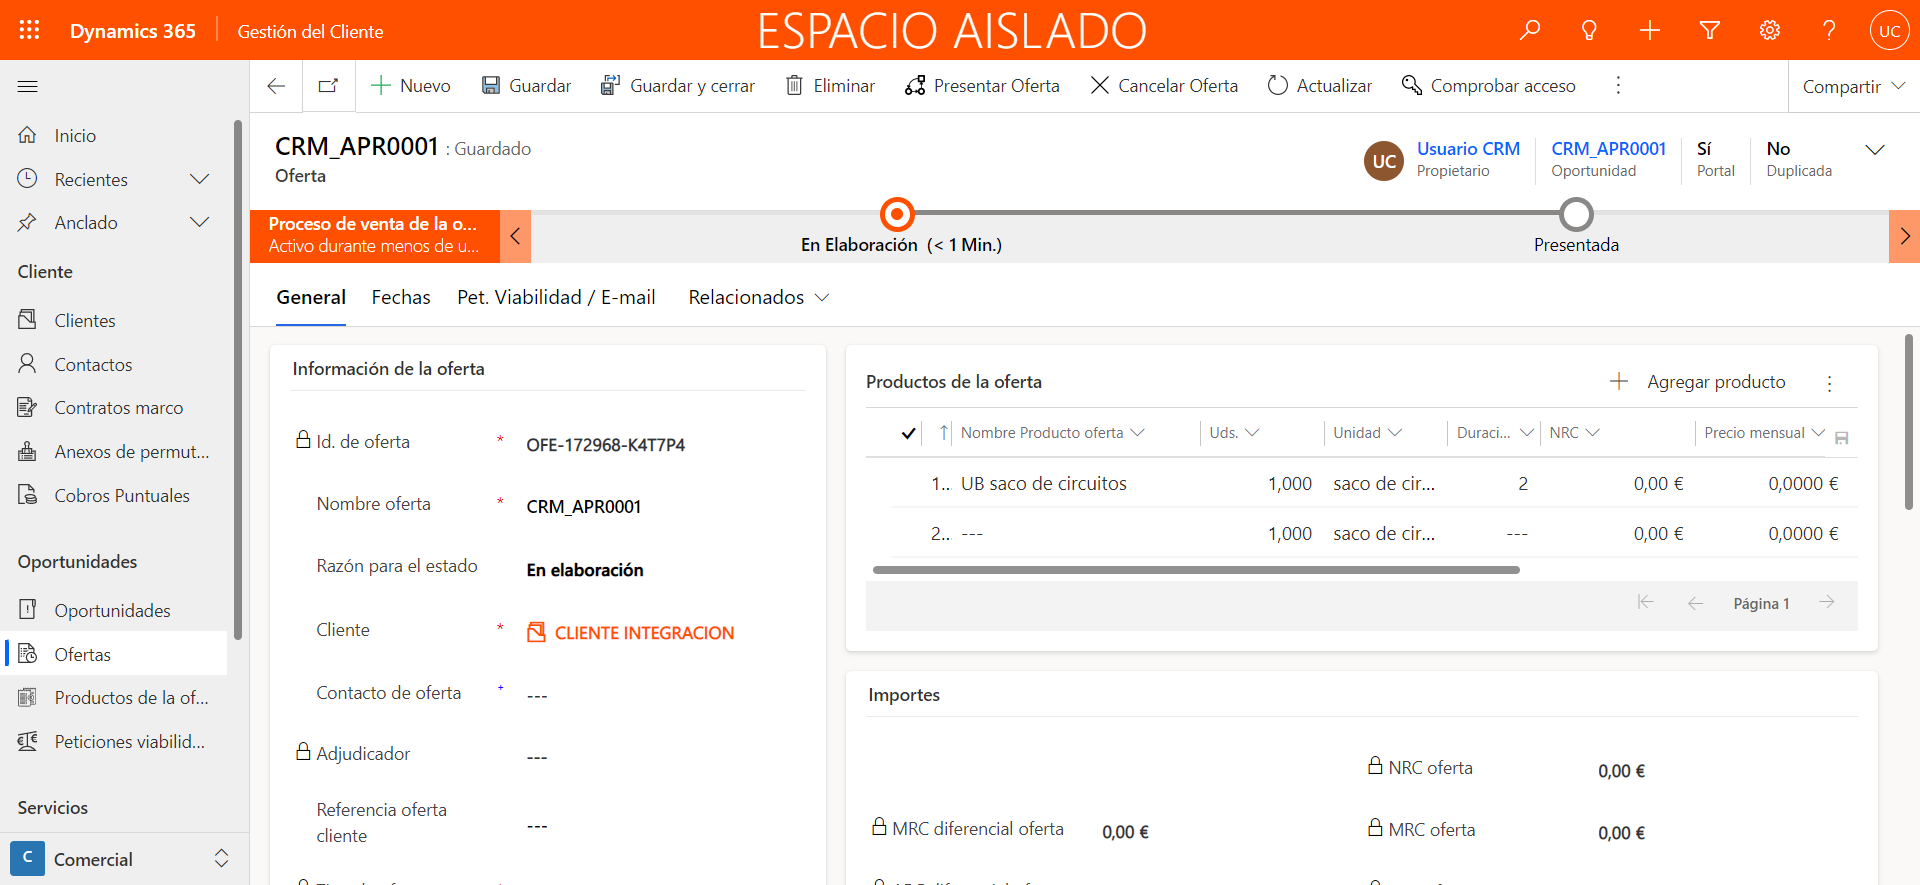 Dynamics 365
Gestión del Cliente
ESPACIO AISLADO
UC
Nuevo
Guardar
Guardar y cerrar
Eliminar
Presentar Oferta
Cancelar Oferta
Actualizar
Comprobar acceso
Compartir
Inicio
Recientes
Anclado
Cliente
Clientes
Contactos
Contratos marco
Anexos de permut...
Cobros Puntuales
Oportunidades
Oportunidades
Ofertas
Productos de la of...
Peticiones viabilid...
Servicios
C
Comercial
CRM_APR0001 : Guardado
Oferta
UC
Usuario CRM
Propietario
CRM_APR0001
Oportunidad
Sí
Portal
No
Duplicada
Proceso de venta de la o...
Activo durante menos de u...
En Elaboración (< 1 Min.)
Presentada
General
Fechas
Pet. Viabilidad / E-mail
Relacionados
Información de la oferta
Id. de oferta * OFE-172968-K4T7P4
Nombre oferta * CRM_APR0001
Razón para el estado En elaboración
Cliente * CLIENTE INTEGRACION
Contacto de oferta + ---
Adjudicador ---
Referencia oferta
cliente ---
Productos de la oferta
Agregar producto
Nombre Producto oferta Uds. Unidad Duraci... NRC Precio mensual
1... UB saco de circuitos 1,000 saco de cir... 2 0,00 € 0,0000 €
2... --- 1,000 saco de cir... --- 0,00 € 0,0000 €
Página 1
Importes
NRC oferta 0,00 €
MRC diferencial oferta 0,00 €
MRC oferta 0,00 €